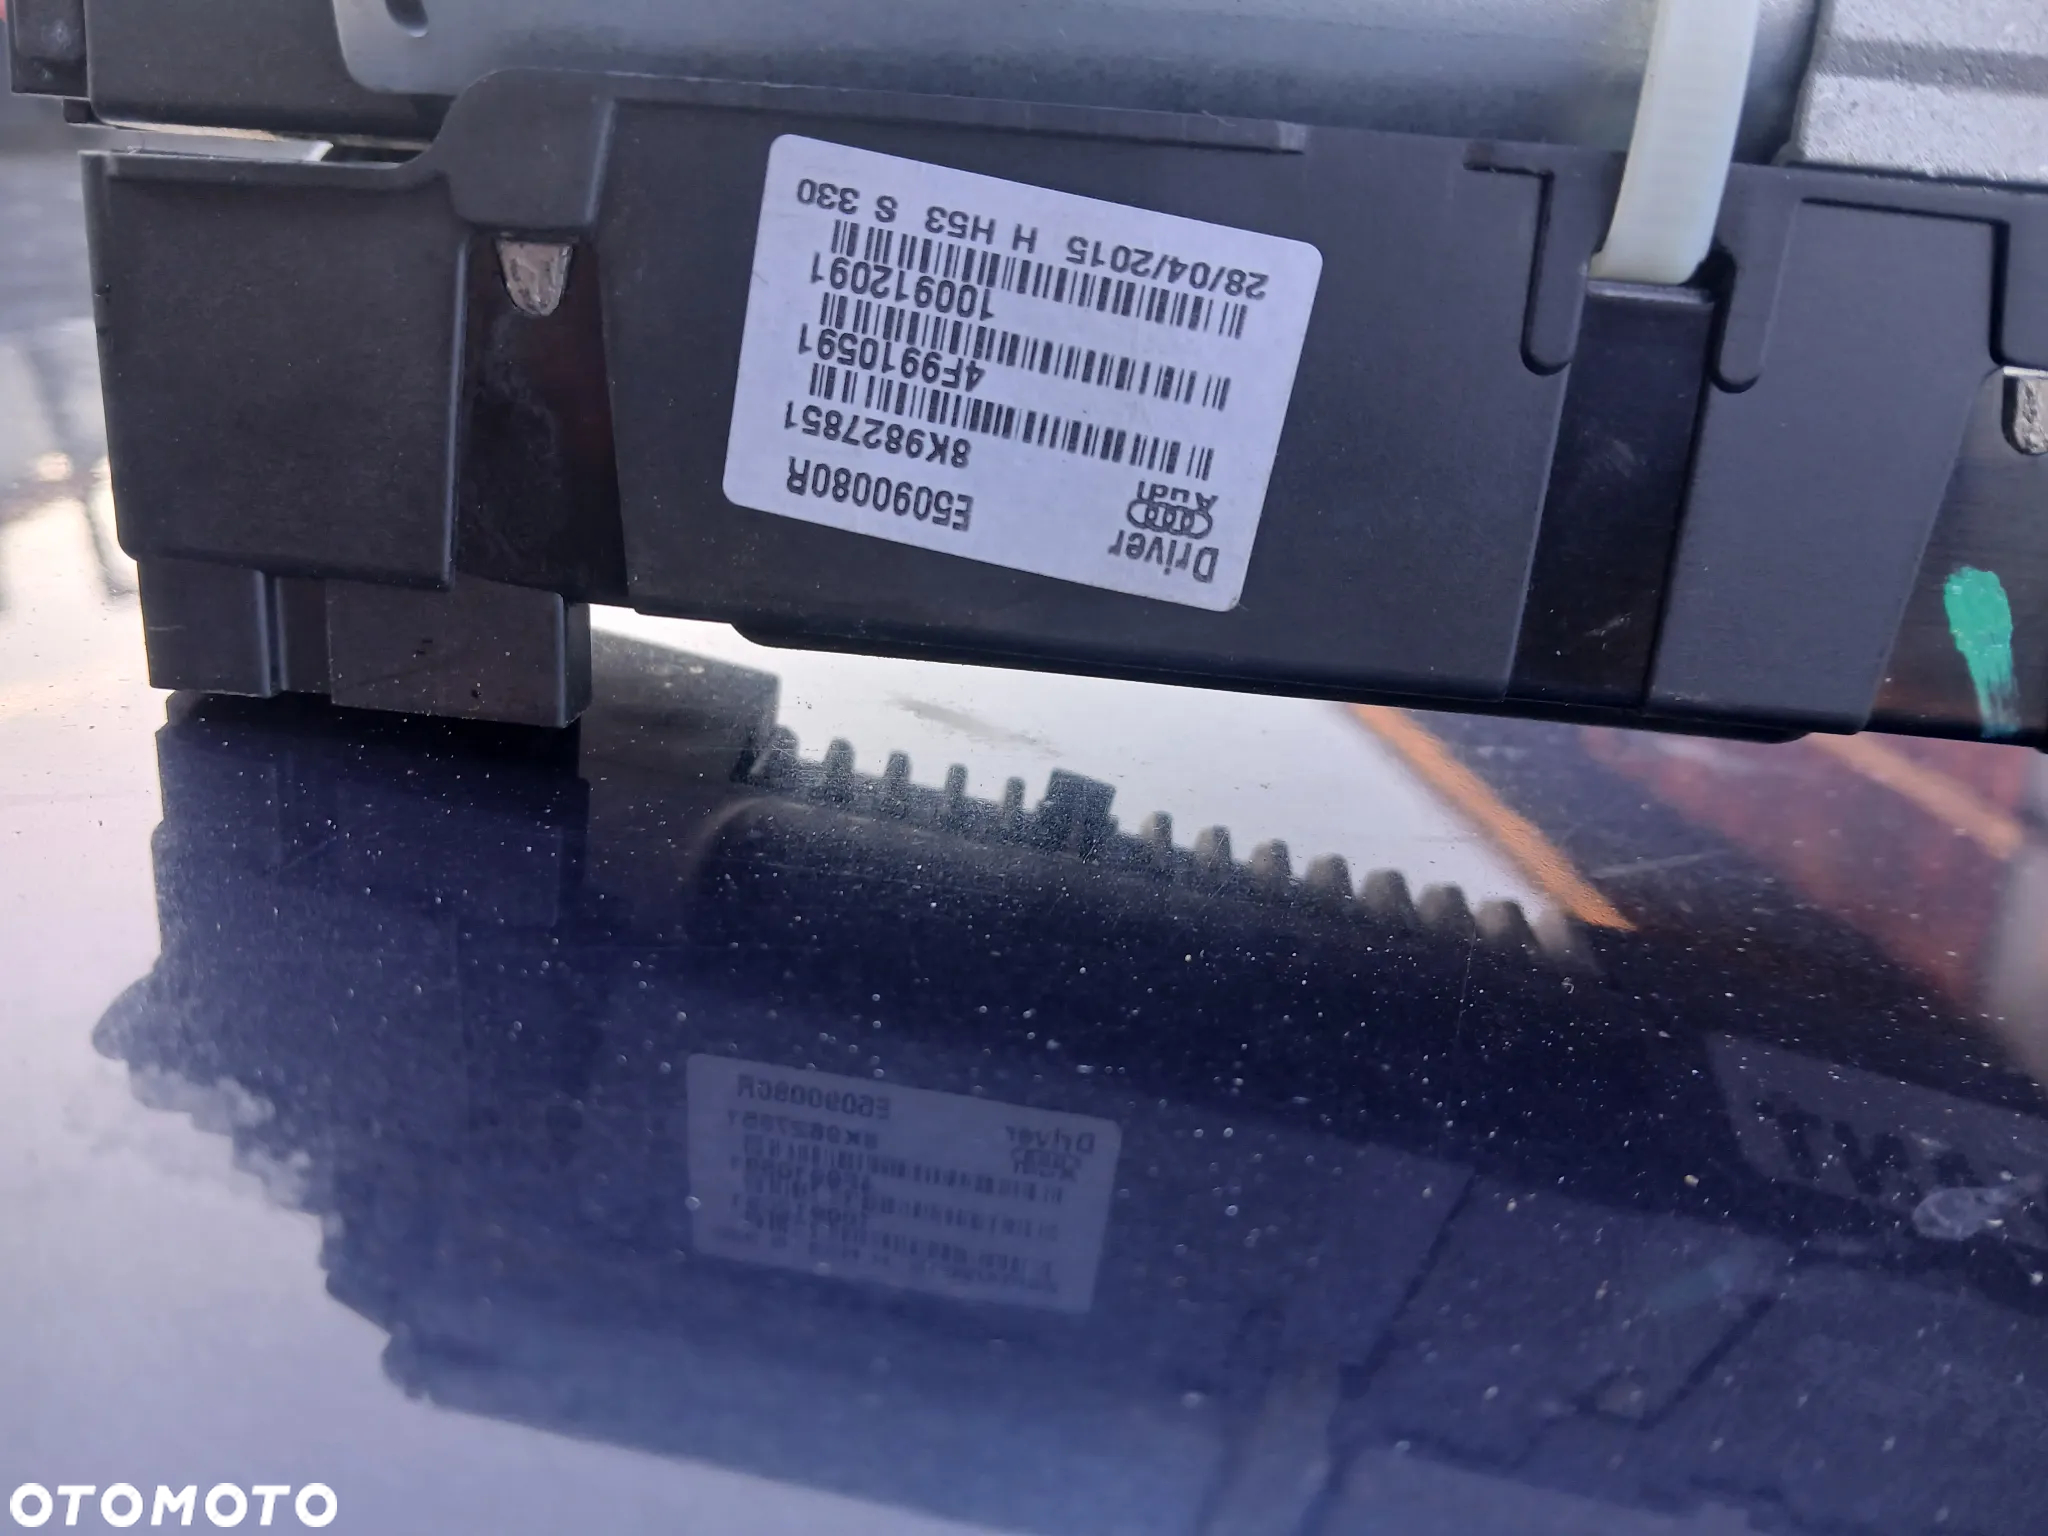 Driver
Audi
E5090080R
8K9827851
4F9910591
100912091
28/04/2015 H H53 S 330
OTOMOTO